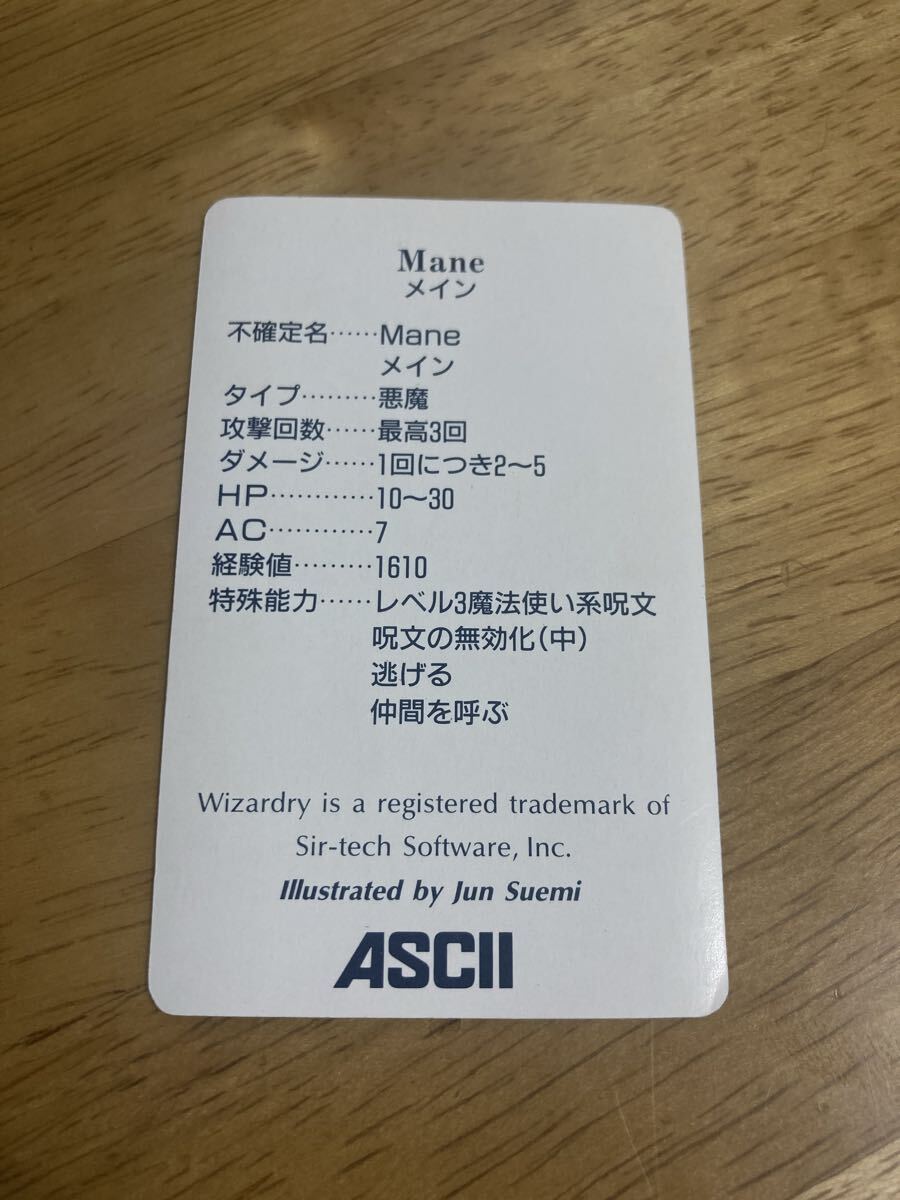 Mane
メイン
不確定名……Mane
メイン
タイプ………悪魔
攻撃回数……最高3回
ダメージ……1回につき2〜5
HP…………10〜30
AC…………7
経験値………1610
特殊能力……レベル3魔法使い系呪文
呪文の無効化(中)
逃げる
仲間を呼ぶ
Wizardry is a registered trademark of
Sir-tech Software, Inc.
Illustrated by Jun Suemi
ASCII